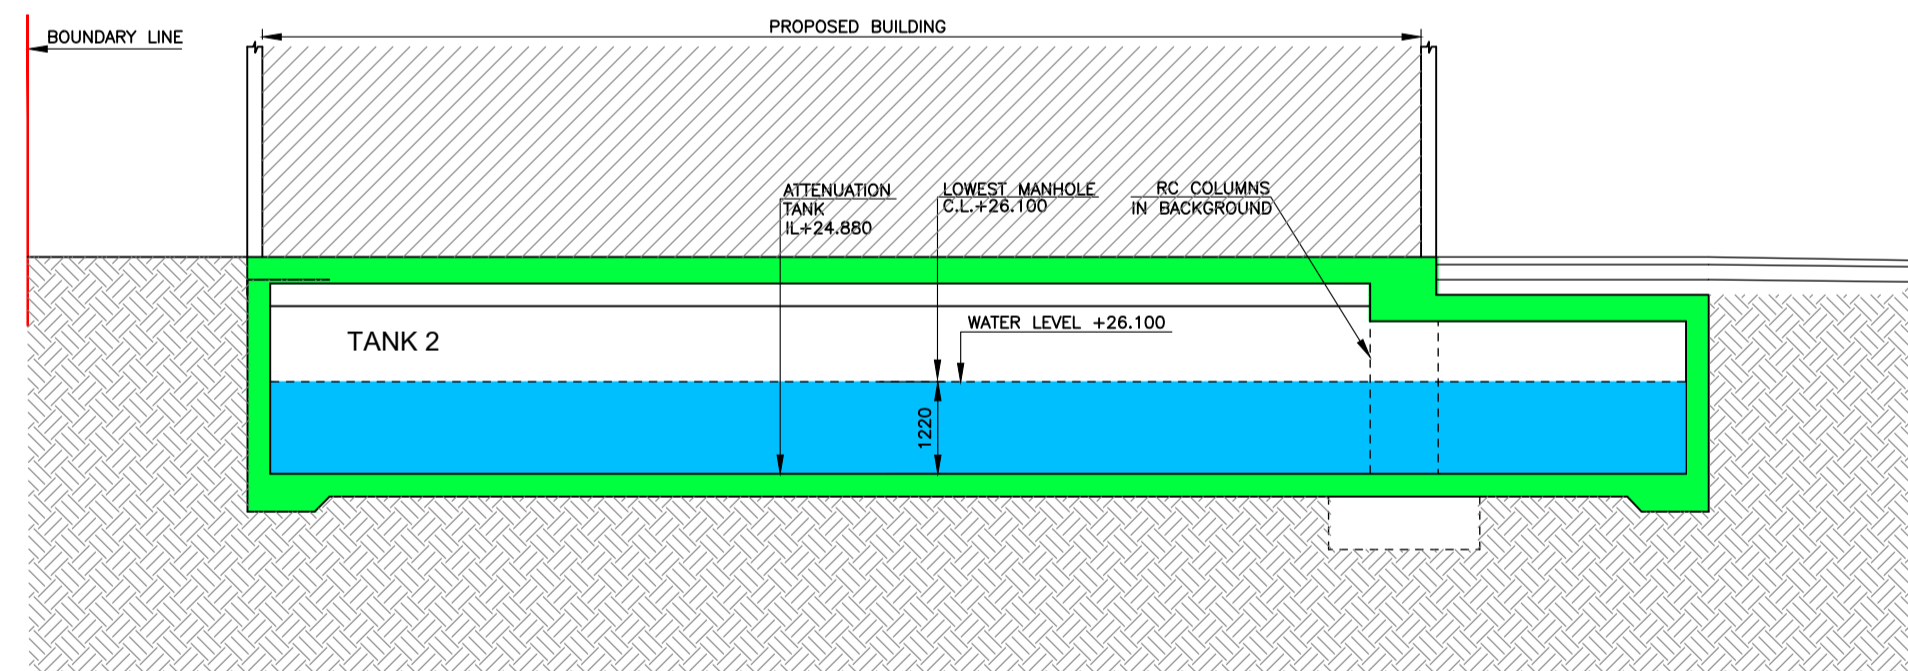 PROPOSED BUILDING
BOUNDARY LINE
ATTENUATION
TANK
IL+24.880
LOWEST MANHOLE
C.L.+26.100
RC COLUMNS
IN BACKGROUND
WATER LEVEL +26.100
TANK 2
1220